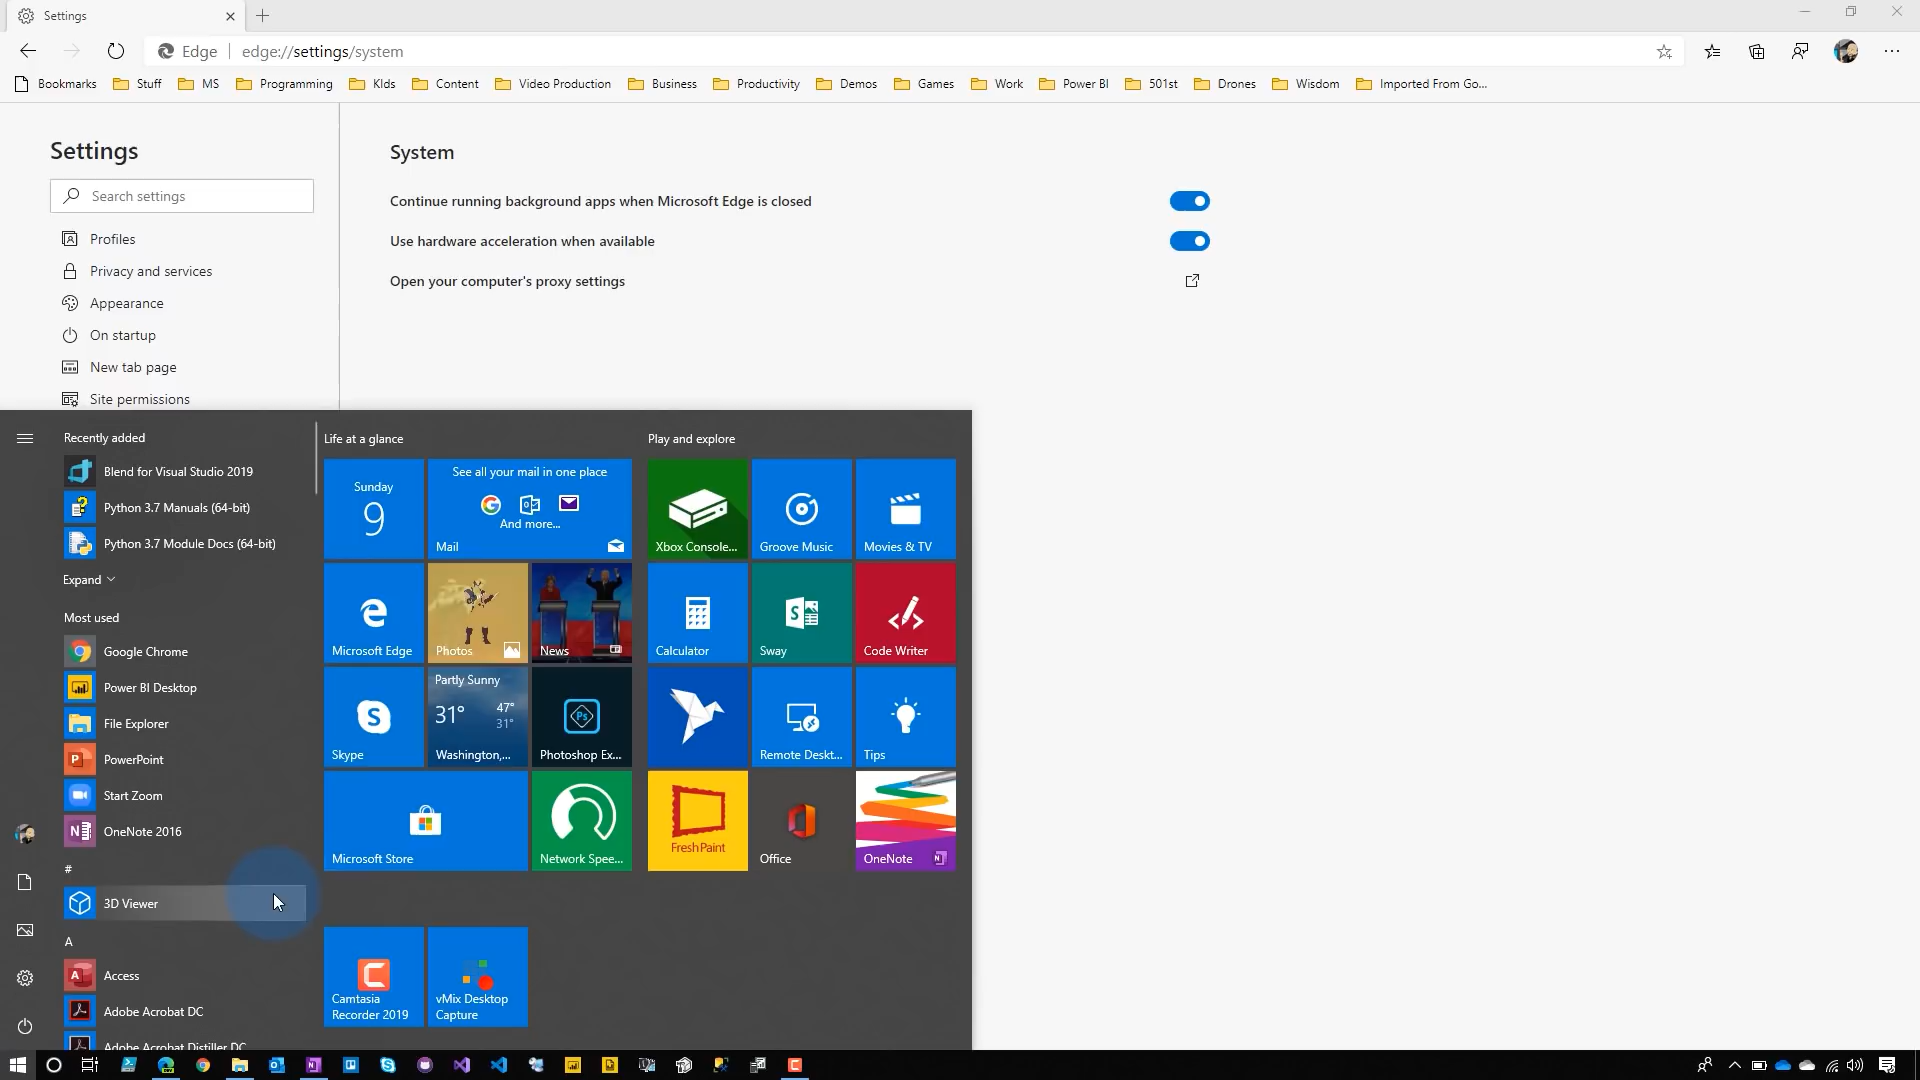 Settings
Edge
edge://settings/system
Bookmarks
Stuff
MS
Programming
KIds
Content
Video Production
Business
Productivity
Demos
Games
Work
Power BI
501st
Drones
Wisdom
Imported From Go...
Settings
Search settings
Profiles
Privacy and services
Appearance
On startup
New tab page
Site permissions
System
Continue running background apps when Microsoft Edge is closed
Use hardware acceleration when available
Open your computer's proxy settings
Recently added
Blend for Visual Studio 2019
Python 3.7 Manuals (64-bit)
Python 3.7 Module Docs (64-bit)
Expand
Most used
Google Chrome
Power BI Desktop
File Explorer
PowerPoint
Start Zoom
OneNote 2016
#
3D Viewer
A
Access
Adobe Acrobat DC
Adobe Acrobat Distiller DC
Life at a glance
Sunday
9
See all your mail in one place
And more...
Mail
Microsoft Edge
Photos
News
Skype
Partly Sunny
31°
47°
31°
Washington,...
Ps
Photoshop Ex...
Microsoft Store
Network Spee...
Camtasia
Recorder 2019
vMix Desktop
Capture
Play and explore
Xbox Console...
Groove Music
Movies & TV
Calculator
Sway
Code Writer
Remote Deskt...
Tips
Fresh Paint
Office
OneNote